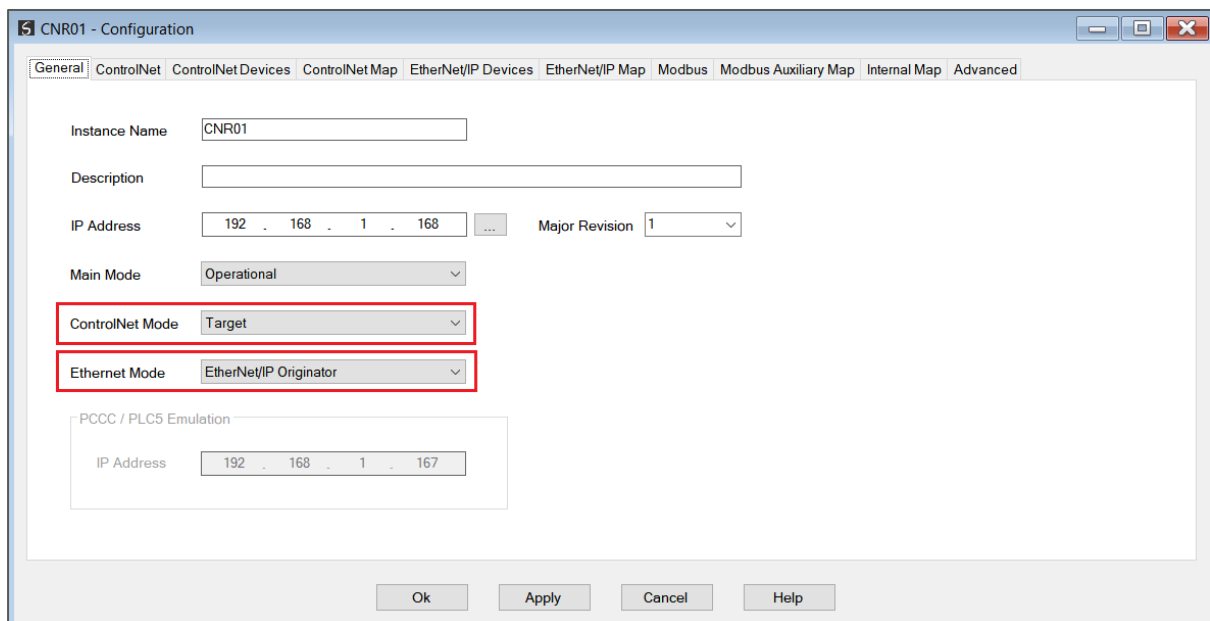 CNR01 - Configuration
General ControlNet ControlNet Devices ControlNet Map EtherNet/IP Devices EtherNet/IP Map Modbus Modbus Auxiliary Map Internal Map Advanced
Instance Name CNR01
Description
IP Address 192 . 168 . 1 . 168 ... Major Revision 1
Main Mode Operational
ControlNet Mode Target
Ethernet Mode EtherNet/IP Originator
PCCC / PLC5 Emulation
IP Address 192 . 168 . 1 . 167
Ok Apply Cancel Help